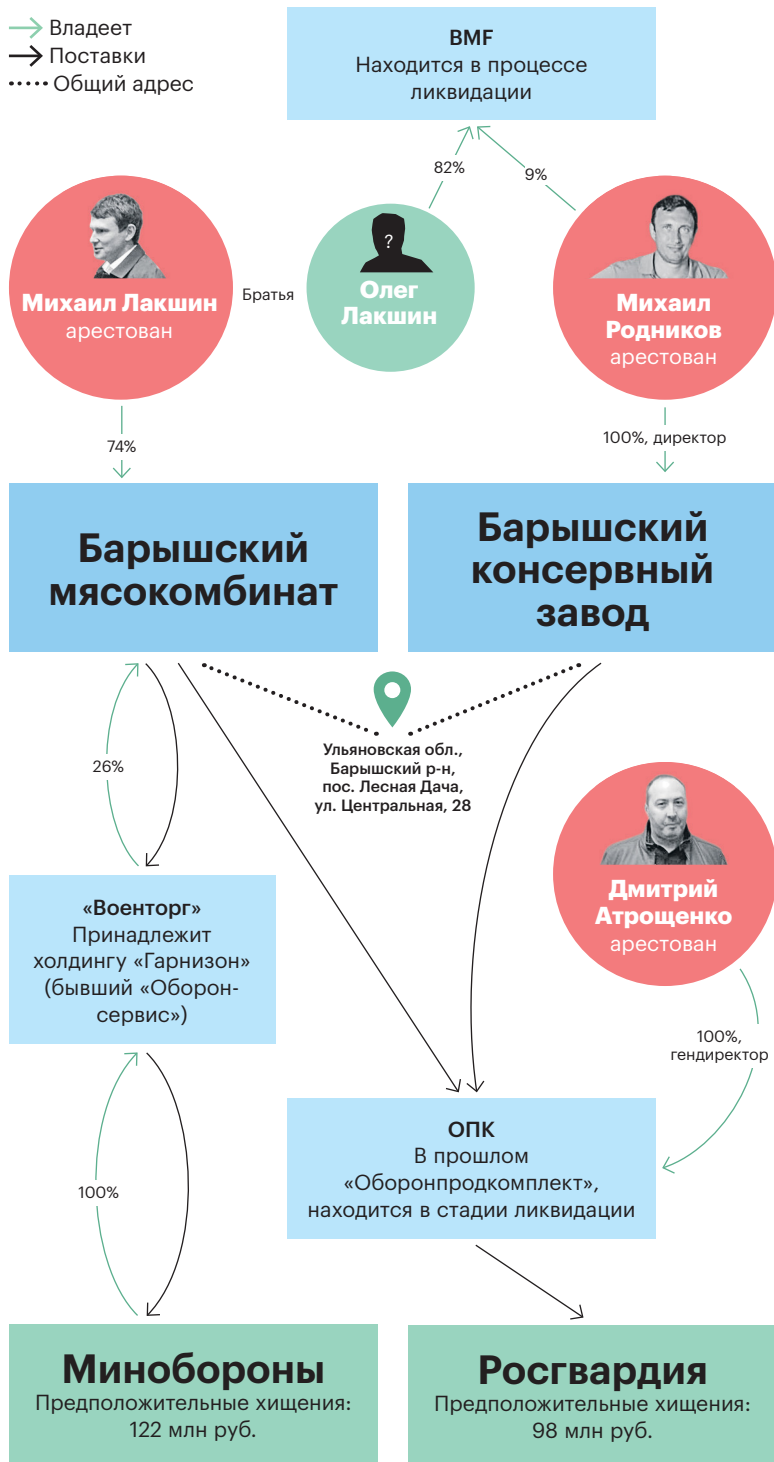 Владеет
Поставки
Общий адрес
BMF
Находится в процессе
ликвидации
82%
9%
?
Михаил Лакшин
арестован
Братья
Олег
Лакшин
Михаил
Родников
арестован
74%
100%, директор
Барышский
мясокомбинат
Барышский
консервный
завод
26%
Ульяновская обл.,
Барышский р-н,
пос. Лесная Дача,
ул. Центральная, 28
Дмитрий
Атрощенко
арестован
«Военторг»
Принадлежит
холдингу «Гарнизон»
(бывший «Оборон-
сервис»)
100%,
гендиректор
ОПК
В прошлом
«Оборонпродкомплект»,
находится в стадии ликвидации
100%
Минобороны
Предположительные хищения:
122 млн руб.
Росгвардия
Предположительные хищения:
98 млн руб.